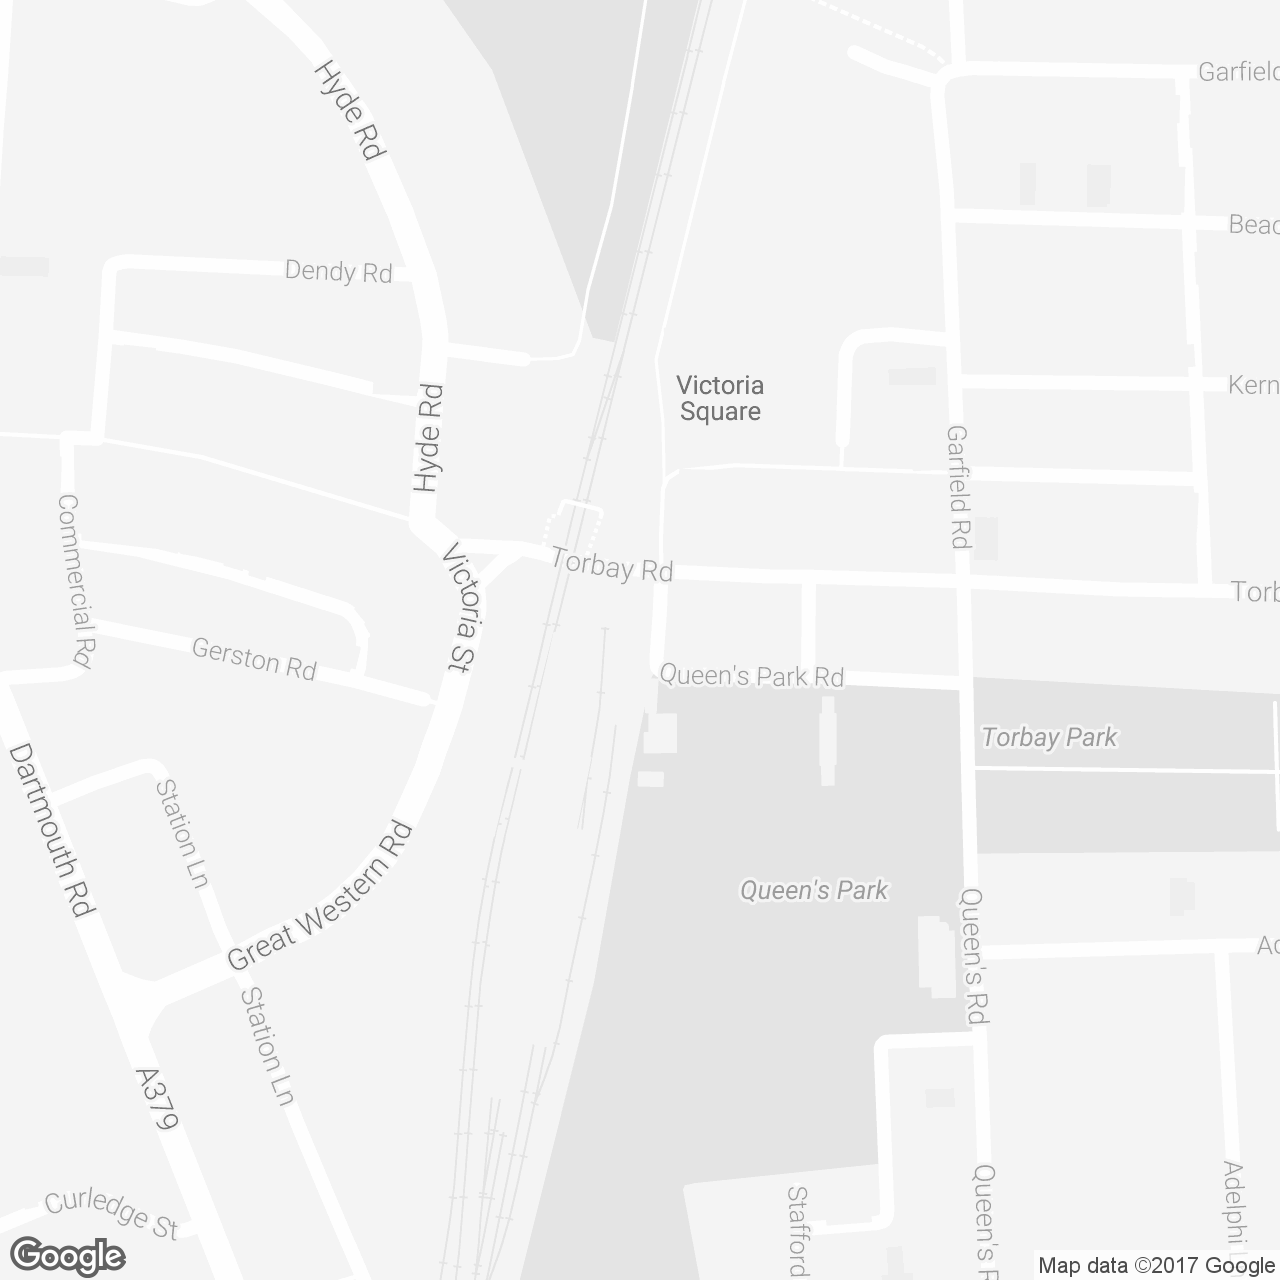 Hyde Rd
Garfield
Beac
Dendy Rd
Victoria
Square
Kern
Hyde Rd
Garfield Rd
Commercial Rd
Victoria St
Torbay Rd
Torb
Gerston Rd
Queen's Park Rd
Torbay Park
Dartmouth Rd
Station Ln
Great Western Rd
Queen's Park
Queen's Rd
Ad
Station Ln
A379
Curledge St
Stafford
Queen's R
Adelphi L
Google
Map data ©2017 Google